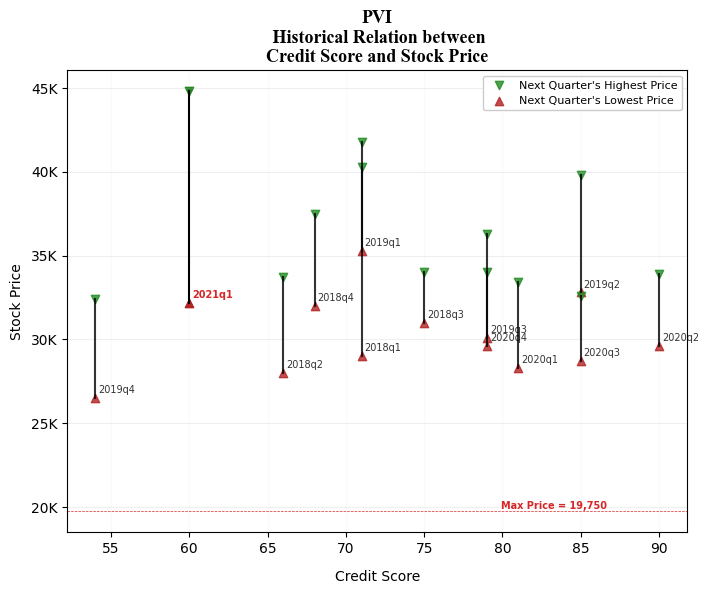 PVI
Historical Relation between
Credit Score and Stock Price
Next Quarter's Highest Price
Next Quarter's Lowest Price
45K
40K
35K
30K
25K
20K
Stock Price
2019q1
2019q2
2021q1
2018q4
2018q3
2019q3
2020q4
2020q2
2018q1
2020q3
2020q1
2018q2
2019q4
Max Price = 19,750
55
60
65
70
75
80
85
90
Credit Score